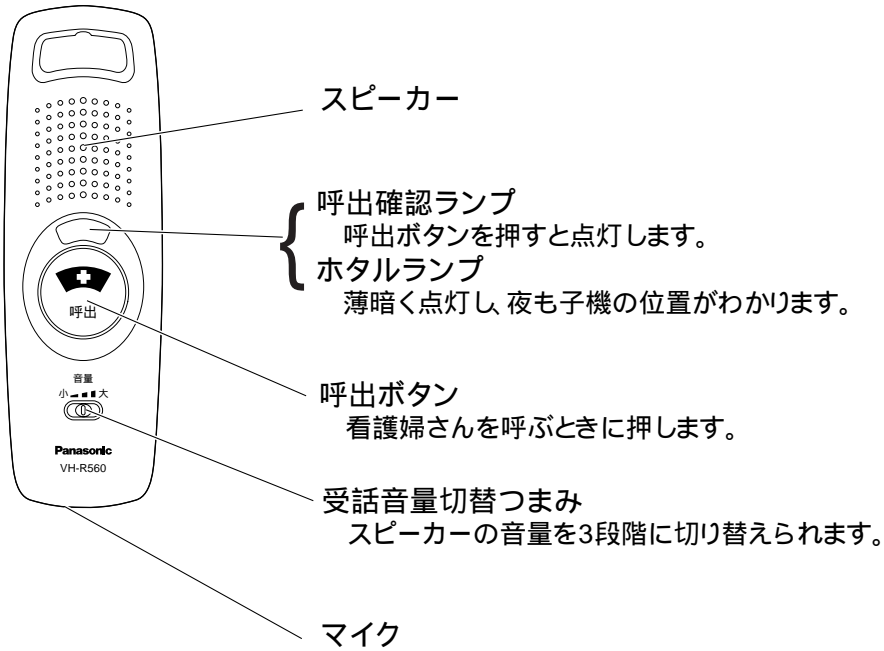 スピーカー
呼出確認ランプ
呼出ボタンを押すと点灯します。
ホタルランプ
薄暗く点灯し、夜も子機の位置がわかります。
呼出
呼出ボタン
看護婦さんを呼ぶときに押します。
音量
小 大
Panasonic
VH-R560
受話音量切替つまみ
スピーカーの音量を3段階に切り替えられます。
マイク